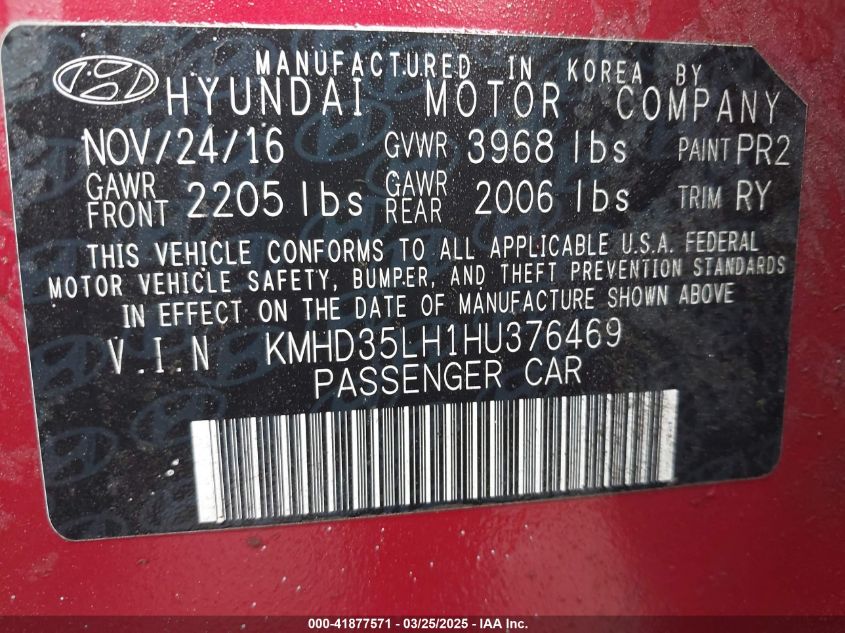 MANUFACTURED IN KOREA BY
HYUNDAI MOTOR COMPANY
NOV/24/16 GVWR 3968 lbs PAINT PR2
GAWR FRONT 2205 lbs GAWR REAR 2006 lbs TRIM RY
THIS VEHICLE CONFORMS TO ALL APPLICABLE U.S.A. FEDERAL
MOTOR VEHICLE SAFETY, BUMPER, AND THEFT PREVENTION STANDARDS
IN EFFECT ON THE DATE OF MANUFACTURE SHOWN ABOVE
V.I.N KMHD35LH1HU376469
PASSENGER CAR
000-41877571 - 03/25/2025 - IAA Inc.